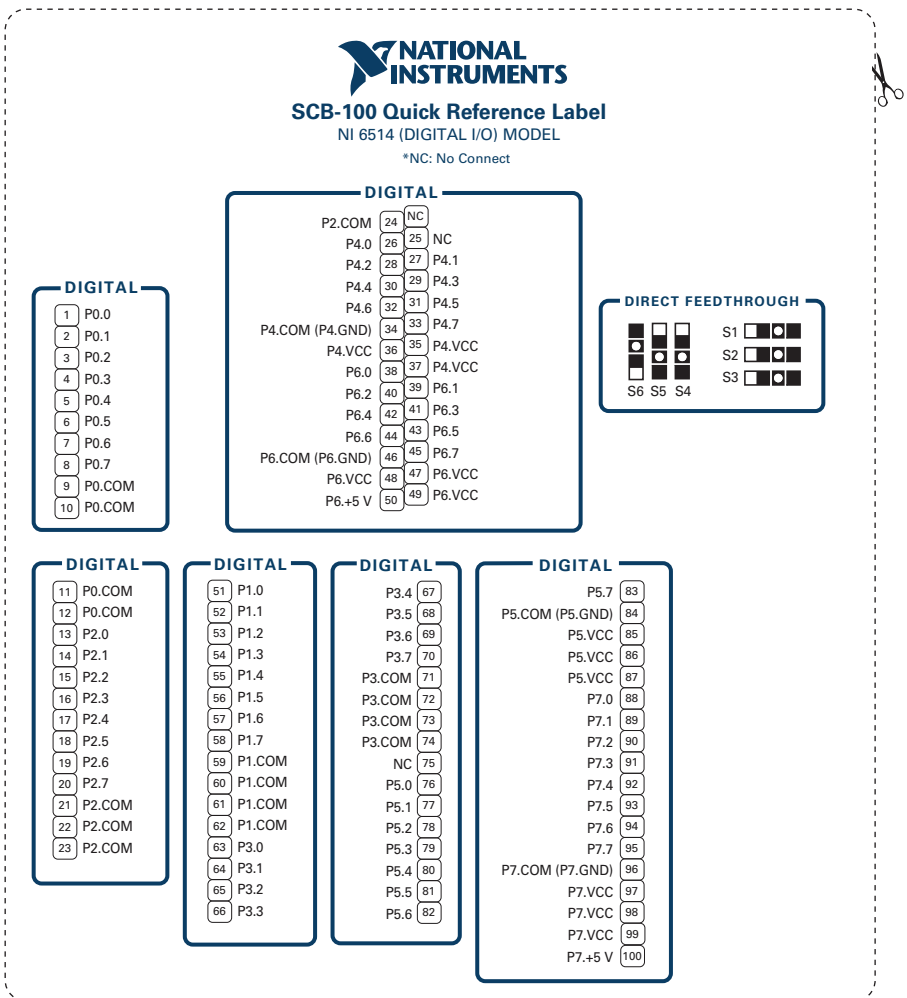 NATIONAL
INSTRUMENTS
SCB-100 Quick Reference Label
NI 6514 (DIGITAL I/O) MODEL
*NC: No Connect
DIGITAL
P2.COM 24 NC
P4.0 26 25 NC
P4.2 28 27 P4.1
P4.4 30 29 P4.3
P4.6 32 31 P4.5
P4.COM (P4.GND) 34 33 P4.7
P4.VCC 36 35 P4.VCC
P6.0 38 37 P4.VCC
P6.2 40 39 P6.1
P6.4 42 41 P6.3
P6.6 44 43 P6.5
P6.COM (P6.GND) 46 45 P6.7
P6.VCC 48 47 P6.VCC
P6.+5 V 50 49 P6.VCC
DIGITAL
1 P0.0
2 P0.1
3 P0.2
4 P0.3
5 P0.4
6 P0.5
7 P0.6
8 P0.7
9 P0.COM
10 P0.COM
DIRECT FEEDTHROUGH
S1
S2
S3
S6 S5 S4
DIGITAL
11 P0.COM
12 P0.COM
13 P2.0
14 P2.1
15 P2.2
16 P2.3
17 P2.4
18 P2.5
19 P2.6
20 P2.7
21 P2.COM
22 P2.COM
23 P2.COM
DIGITAL
51 P1.0
52 P1.1
53 P1.2
54 P1.3
55 P1.4
56 P1.5
57 P1.6
58 P1.7
59 P1.COM
60 P1.COM
61 P1.COM
62 P1.COM
63 P3.0
64 P3.1
65 P3.2
66 P3.3
DIGITAL
P3.4 67
P3.5 68
P3.6 69
P3.7 70
P3.COM 71
P3.COM 72
P3.COM 73
P3.COM 74
NC 75
P5.0 76
P5.1 77
P5.2 78
P5.3 79
P5.4 80
P5.5 81
P5.6 82
DIGITAL
P5.7 83
P5.COM (P5.GND) 84
P5.VCC 85
P5.VCC 86
P5.VCC 87
P7.0 88
P7.1 89
P7.2 90
P7.3 91
P7.4 92
P7.5 93
P7.6 94
P7.7 95
P7.COM (P7.GND) 96
P7.VCC 97
P7.VCC 98
P7.VCC 99
P7.+5 V 100